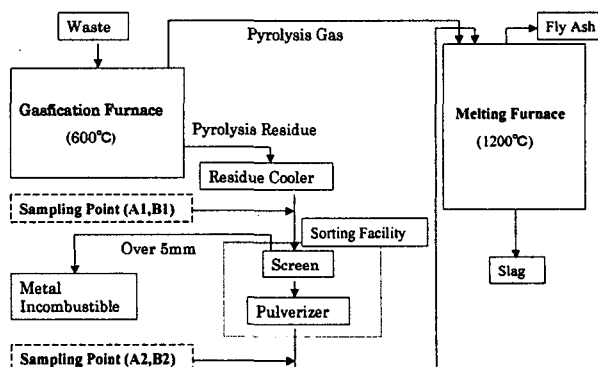 Waste
Pyrolysis Gas
Fly Ash
Gasfication Furnace
(600℃)
Melting Furnace
(1200℃)
Pyrolysis Residue
Residue Cooler
Sampling Point (A1,B1)
Sorting Facility
Over 5mm
Screen
Slag
Metal
Incombustible
Pulverizer
Sampling Point (A2,B2)